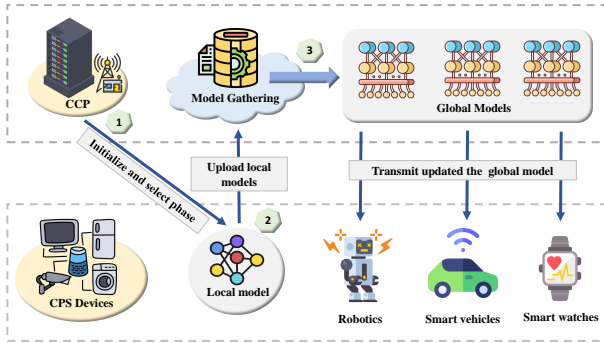 3
CCP
Model Gathering
Global Models
1
Initialize and select phase
Upload local
models
Transmit updated the global model
2
CPS Devices
Local model
Robotics
Smart vehicles
Smart watches